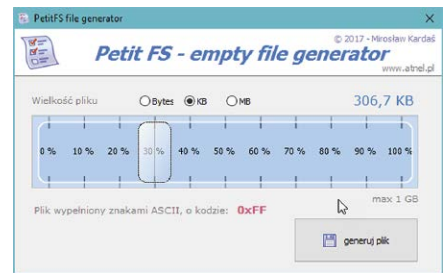 PetitFS file generator
© 2017 - Mirosław Kardaś
Petit FS - empty file generator
www.atnel.pl
Wielkość pliku Bytes KB MB 306,7 KB
0 % 10 % 20 % 30 % 40 % 50 % 60 % 70 % 80 % 90 % 100 %
max 1 GB
Plik wypełniony znakami ASCII, o kodzie: 0xFF
generuj plik